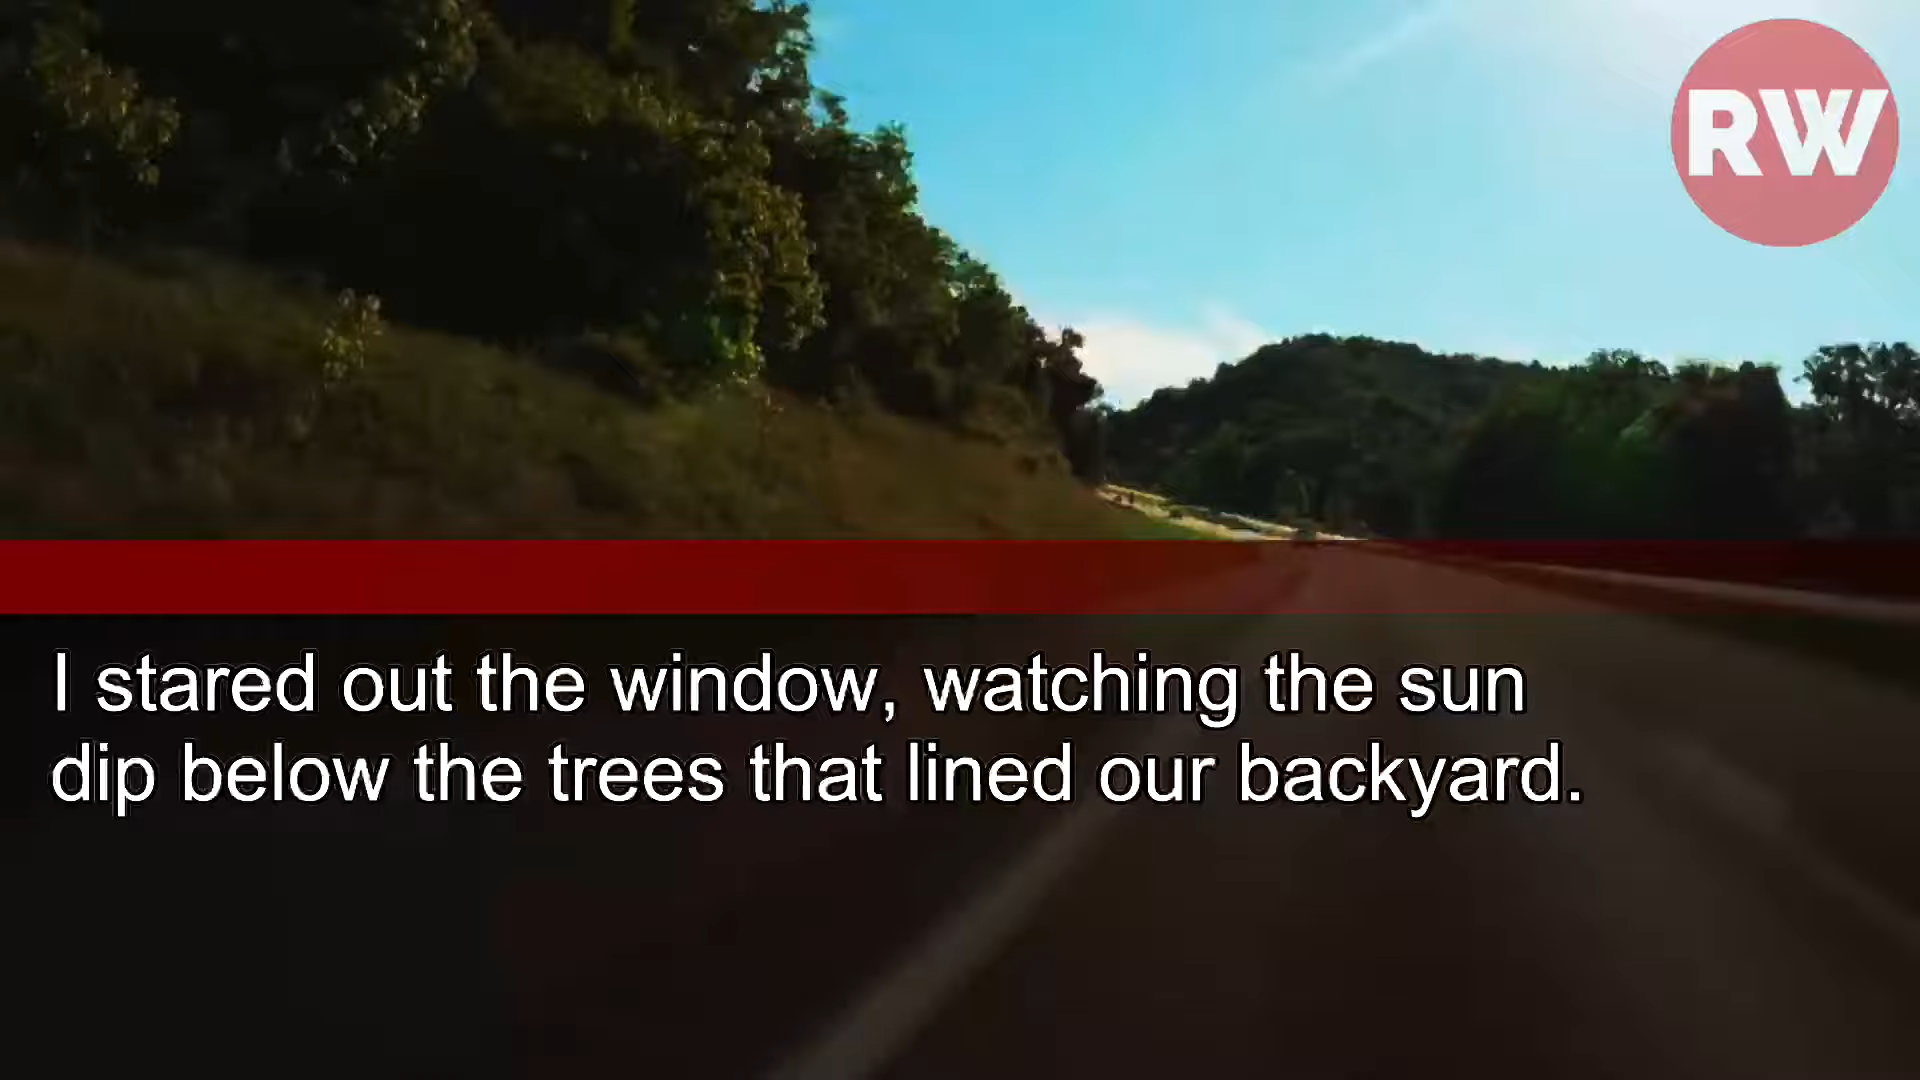 RW
I stared out the window, watching the sun
dip below the trees that lined our backyard.